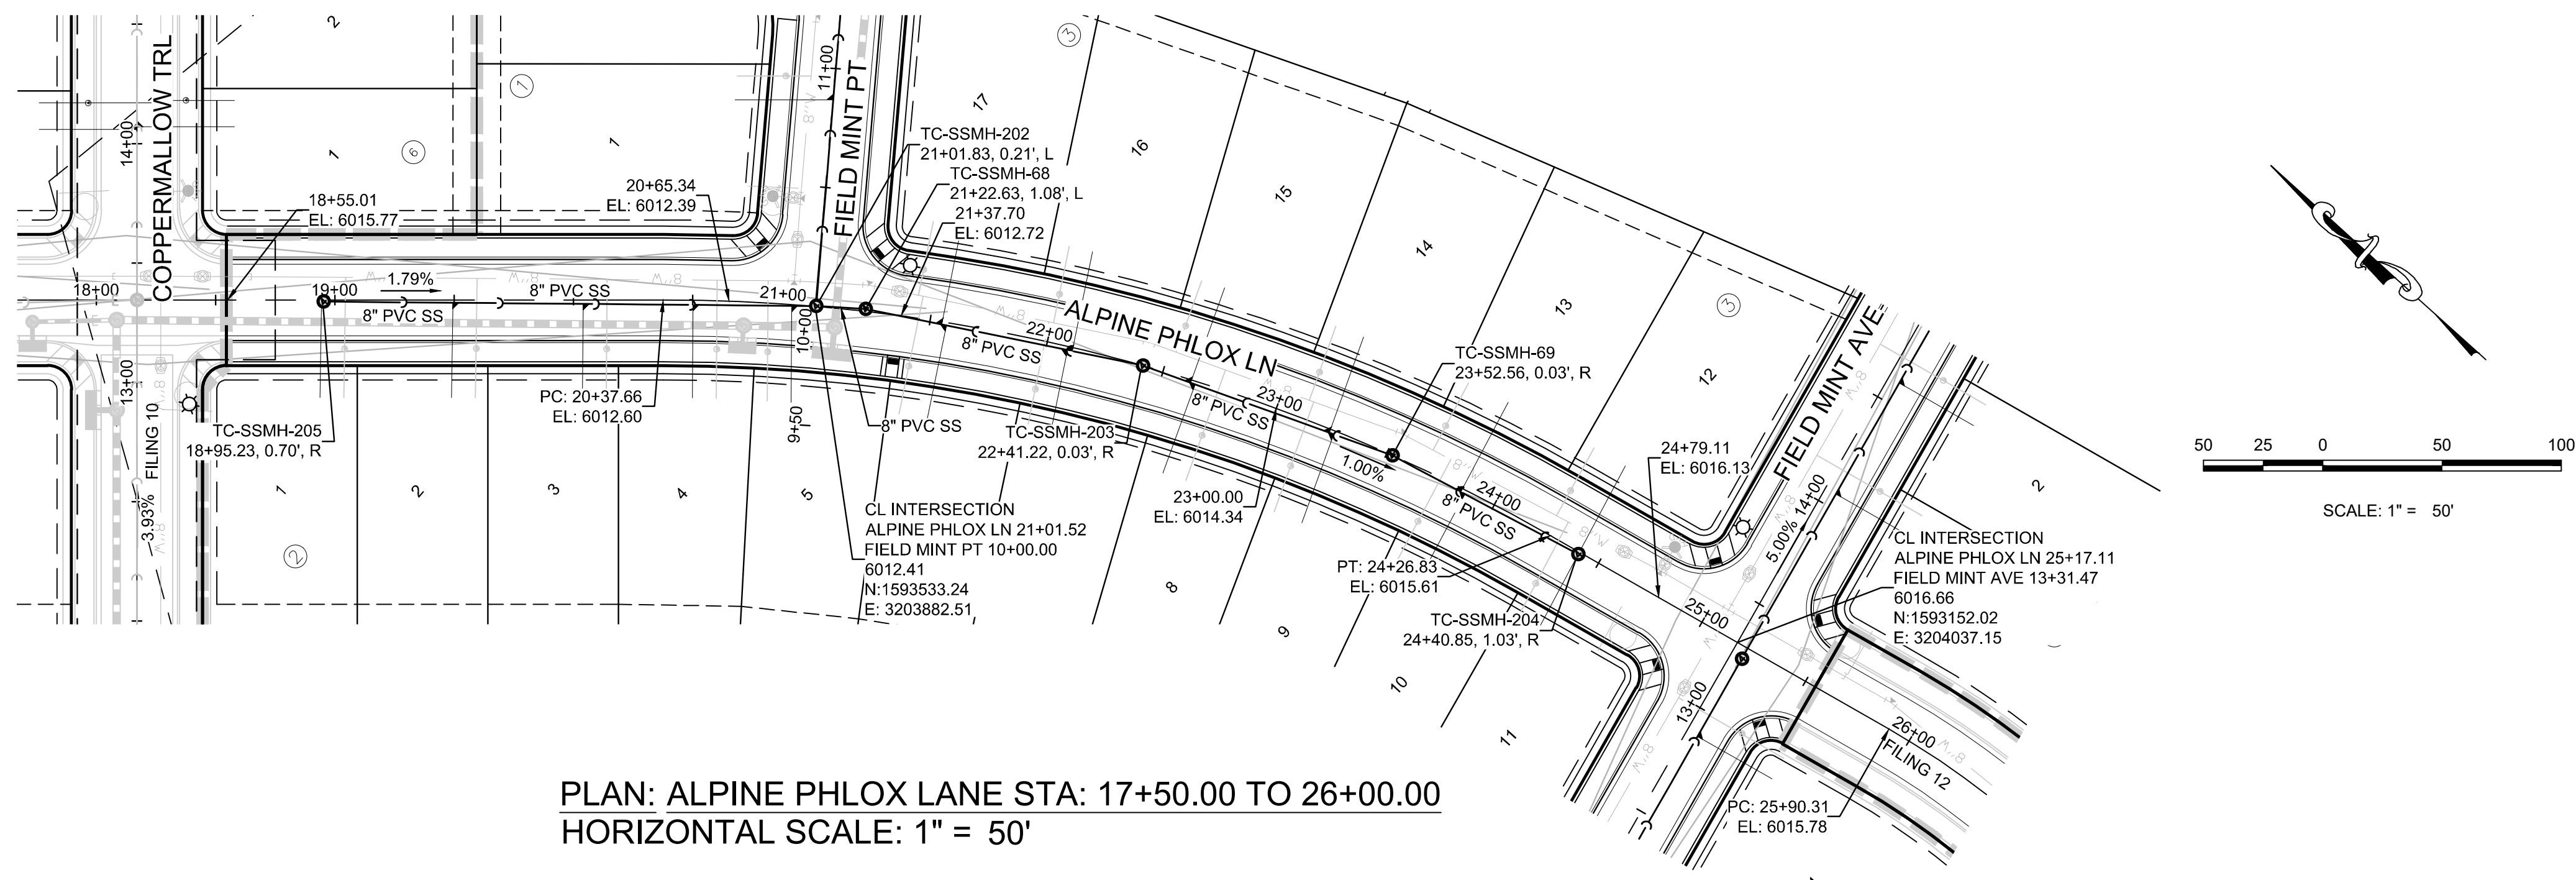 COPPERMALLOW TRL
14+00
13+00
3.93%
FILING 10
18+00
2
1
6
1
1
18+55.01
EL: 6015.77
20+65.34
EL: 6012.39
19+00
1.79%
8" PVC SS
8" PVC SS
21+00
10+00
9+50
11+00
FIELD MINT PT
TC-SSMH-202
21+01.83, 0.21', L
TC-SSMH-68
21+22.63, 1.08', L
21+37.70
EL: 6012.72
PC: 20+37.66
EL: 6012.60
TC-SSMH-205
18+95.23, 0.70', R
8" PVC SS
TC-SSMH-203
22+41.22, 0.03', R
22+00
8" PVC SS
ALPINE PHLOX LN
3
17
16
15
14
13
12
3
23+00
8" PVC SS
TC-SSMH-69
23+52.56, 0.03', R
1.00%
24+00
8" PVC SS
8"W
24+79.11
EL: 6016.13
FIELD MINT AVE
5.00%
14+00
13+00
25+00
26+00
FILING 12
2
1
2
3
4
5
8
9
10
11
2
CL INTERSECTION
ALPINE PHLOX LN 21+01.52
FIELD MINT PT 10+00.00
6012.41
N:1593533.24
E: 3203882.51
23+00.00
EL: 6014.34
PT: 24+26.83
EL: 6015.61
TC-SSMH-204
24+40.85, 1.03', R
CL INTERSECTION
ALPINE PHLOX LN 25+17.11
FIELD MINT AVE 13+31.47
6016.66
N:1593152.02
E: 3204037.15
PC: 25+90.31
EL: 6015.78
50 25 0 50 100
SCALE: 1" = 50'
PLAN: ALPINE PHLOX LANE STA: 17+50.00 TO 26+00.00
HORIZONTAL SCALE: 1" = 50'